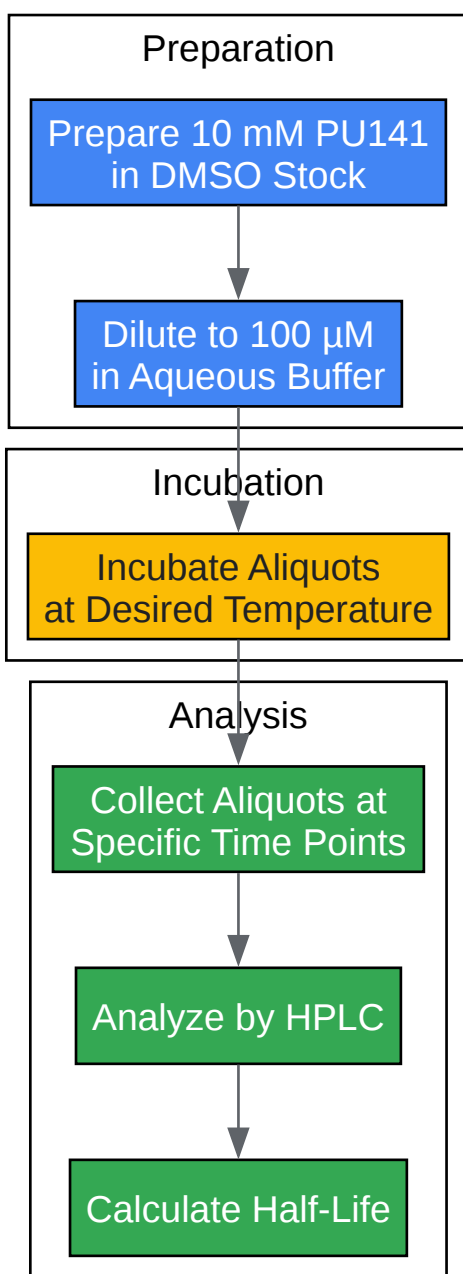 Preparation
Prepare 10 mM PU141
in DMSO Stock
Dilute to 100 µM
in Aqueous Buffer
Incubation
Incubate Aliquots
at Desired Temperature
Analysis
Collect Aliquots at
Specific Time Points
Analyze by HPLC
Calculate Half-Life